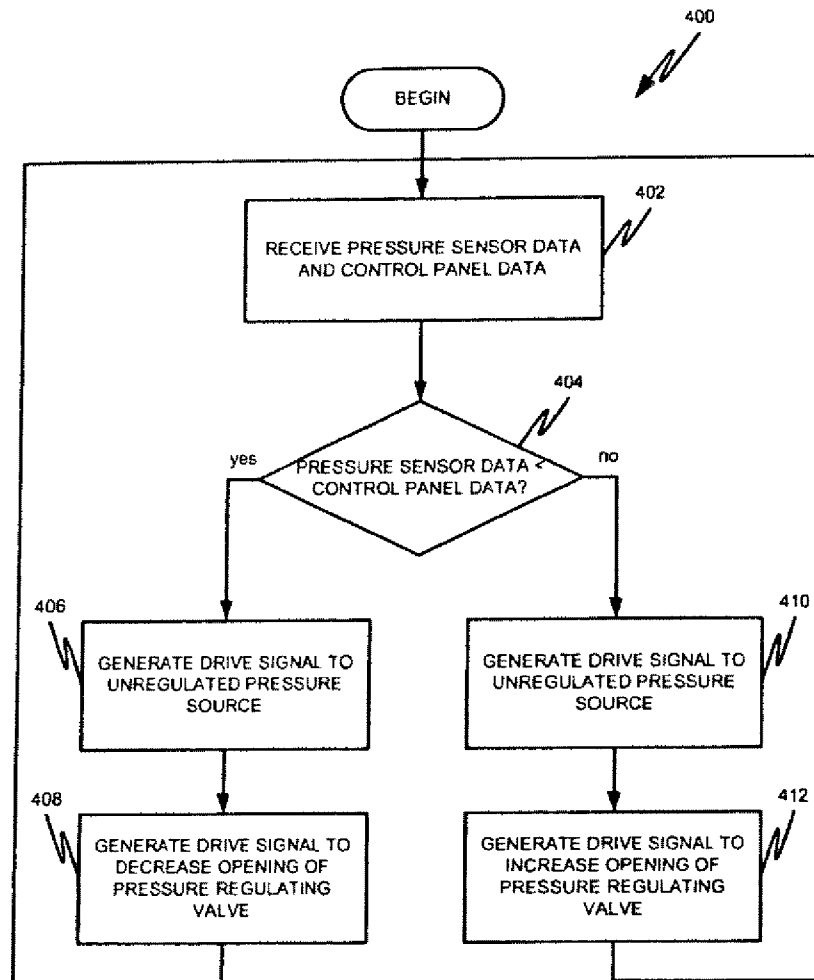 400
BEGIN
402
RECEIVE PRESSURE SENSOR DATA
AND CONTROL PANEL DATA
404
yes
PRESSURE SENSOR DATA <
CONTROL PANEL DATA?
no
406
GENERATE DRIVE SIGNAL TO
UNREGULATED PRESSURE
SOURCE
410
GENERATE DRIVE SIGNAL TO
UNREGULATED PRESSURE
SOURCE
408
GENERATE DRIVE SIGNAL TO
DECREASE OPENING OF
PRESSURE REGULATING
VALVE
412
GENERATE DRIVE SIGNAL TO
INCREASE OPENING OF
PRESSURE REGULATING
VALVE